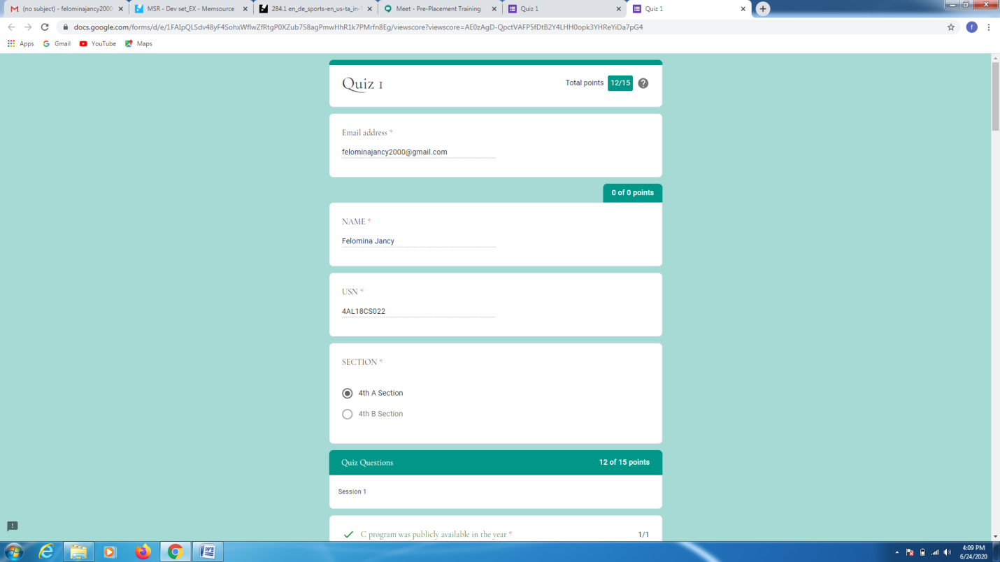 (no subject) - felominajancy2000
MSR - Dev set_EX - Memsource
284.1 en_de_sports-en_us-ta_in-
Meet - Pre-Placement Training
Quiz 1
Quiz 1
docs.google.com/forms/d/e/1FAIpQLSdv48yF4SohxWflwZfRtgP0XZub758agPmwHhR1k7PMrfn8Eg/viewscore?viewscore=AE0zAgD-QpctVAFP5fDtB2Y4LHH0opk3YHReYiDa7pG4
f
Apps Gmail YouTube Maps
Quiz 1
Total points 12/15
Email address *
felominajancy2000@gmail.com
0 of 0 points
NAME *
Felomina Jancy
USN *
4AL18CS022
SECTION *
4th A Section
4th B Section
Quiz Questions 12 of 15 points
Session 1
C program was publicly available in the year * 1/1
4:09 PM
6/24/2020